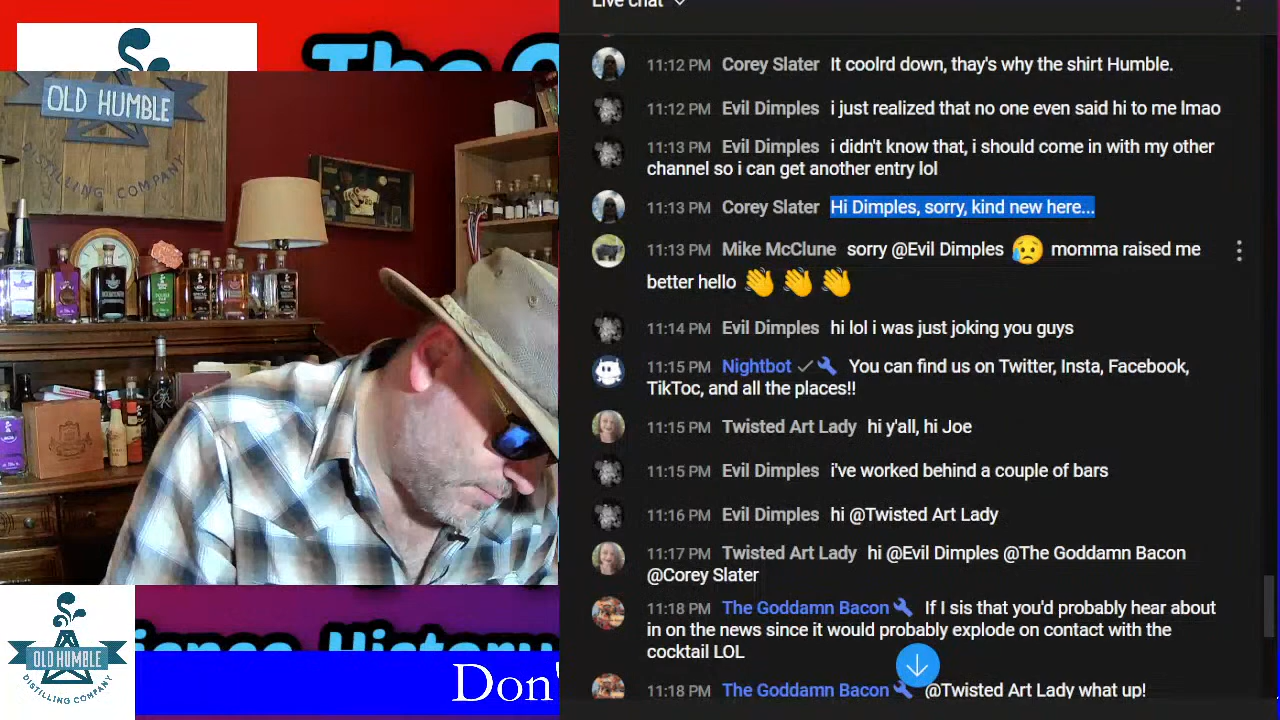 The
OLD HUMBLE
DISTILLING COMPANY
ience, History
OLD HUMBLE
DISTILLING COMPANY
Don'
Live chat
11:12 PM Corey Slater It coolrd down, thay's why the shirt Humble.
11:12 PM Evil Dimples i just realized that no one even said hi to me lmao
11:13 PM Evil Dimples i didn't know that, i should come in with my other
channel so i can get another entry lol
11:13 PM Corey Slater Hi Dimples, sorry, kind new here...
11:13 PM Mike McClune sorry @Evil Dimples 😥 momma raised me
better hello 👋 👋 👋
11:14 PM Evil Dimples hi lol i was just joking you guys
11:15 PM Nightbot You can find us on Twitter, Insta, Facebook,
TikToc, and all the places!!
11:15 PM Twisted Art Lady hi y'all, hi Joe
11:15 PM Evil Dimples i've worked behind a couple of bars
11:16 PM Evil Dimples hi @Twisted Art Lady
11:17 PM Twisted Art Lady hi @Evil Dimples @The Goddamn Bacon
@Corey Slater
11:18 PM The Goddamn Bacon If I sis that you'd probably hear about
in on the news since it would probably explode on contact with the
cocktail LOL
11:18 PM The Goddamn Bacon @Twisted Art Lady what up!